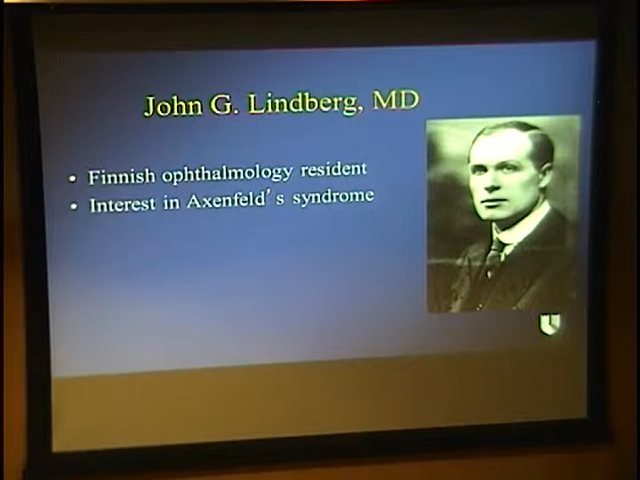 John G. Lindberg, MD
• Finnish ophthalmology resident
• Interest in Axenfeld's syndrome